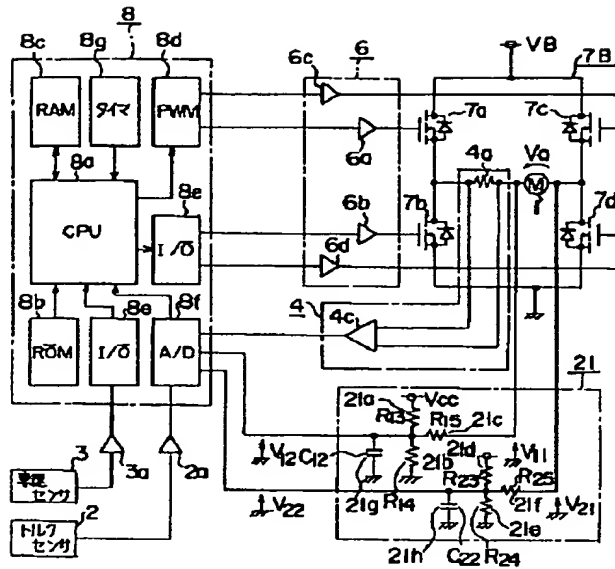 8
8c 8g 8d
RAM タイマ PWM
8a
CPU
8e
I/O
8b 8e 8f
ROM I/O A/D
3
車速センサ
3a
2
トルクセンサ
2a
6
6c
6a
6b
6d
VB
7B
7a 7c
Va
4a
M
1
7b 7d
4
4c
21
Vcc
21a
R13 R15 21c
21d
V12 C12 21b V11
R23 R25
V22 21g R14 21f V21
21e
21h C22 R24